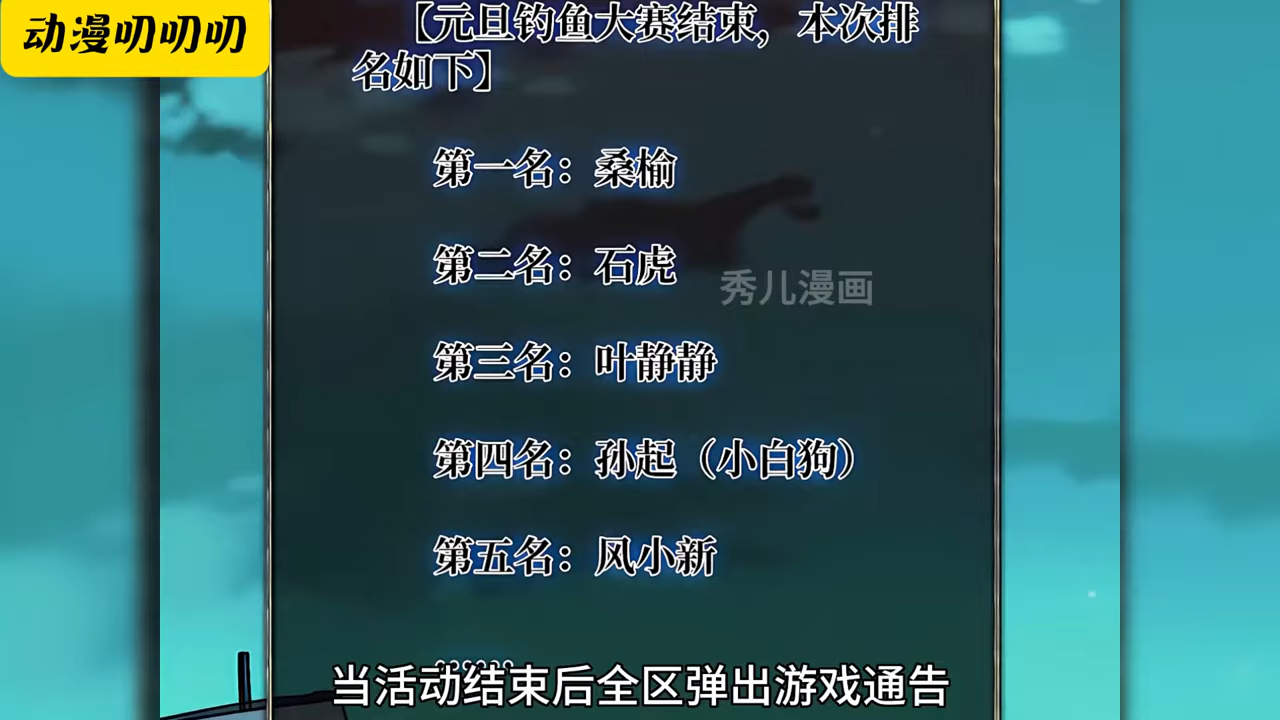 动漫叨叨叨
【元旦钓鱼大赛结束，本次排
名如下】
第一名：桑榆
第二名：石虎
秀儿漫画
第三名：叶静静
第四名：孙起（小白狗）
第五名：风小新
……
当活动结束后全区弹出游戏通告